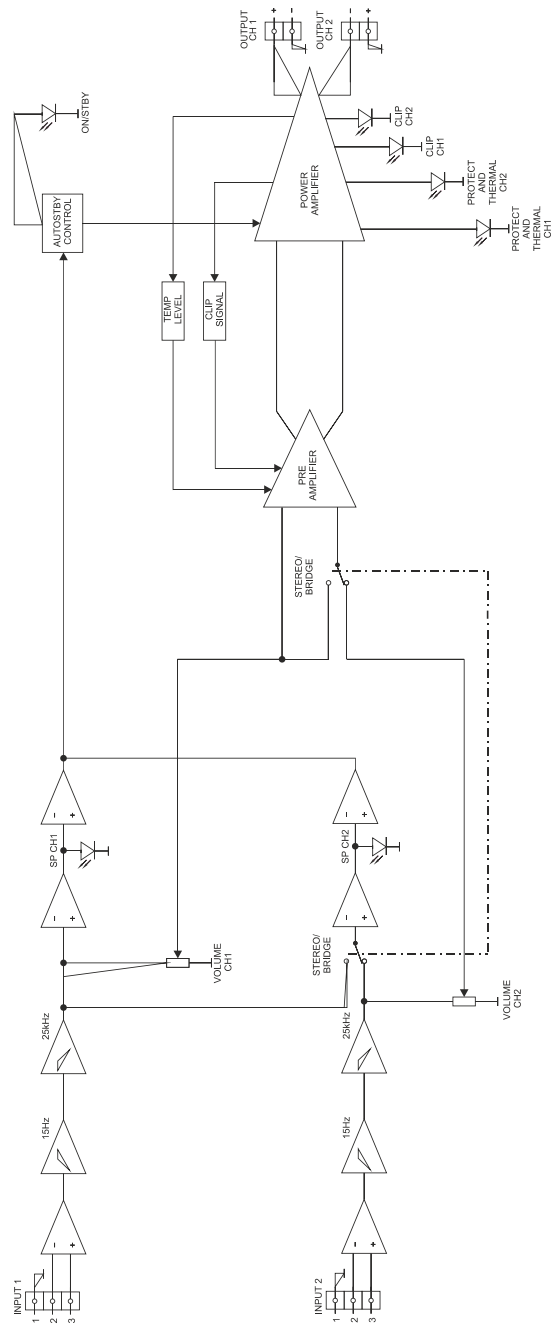 INPUT 1
1
2
3
-
+
15Hz
25kHz
VOLUME
CH1
-
+
SP CH1
-
+
AUTOSTBY
CONTROL
ON/STBY
INPUT 2
1
2
3
-
+
15Hz
25kHz
VOLUME
CH2
STEREO/
BRIDGE
-
+
SP CH2
-
+
STEREO/
BRIDGE
PRE
AMPLIFIER
TEMP
LEVEL
CLIP
SIGNAL
POWER
AMPLIFIER
PROTECT
AND
THERMAL
CH1
PROTECT
AND
THERMAL
CH2
CLIP
CH1
CLIP
CH2
OUTPUT
CH 1
+
-
OUTPUT
CH 2
-
+